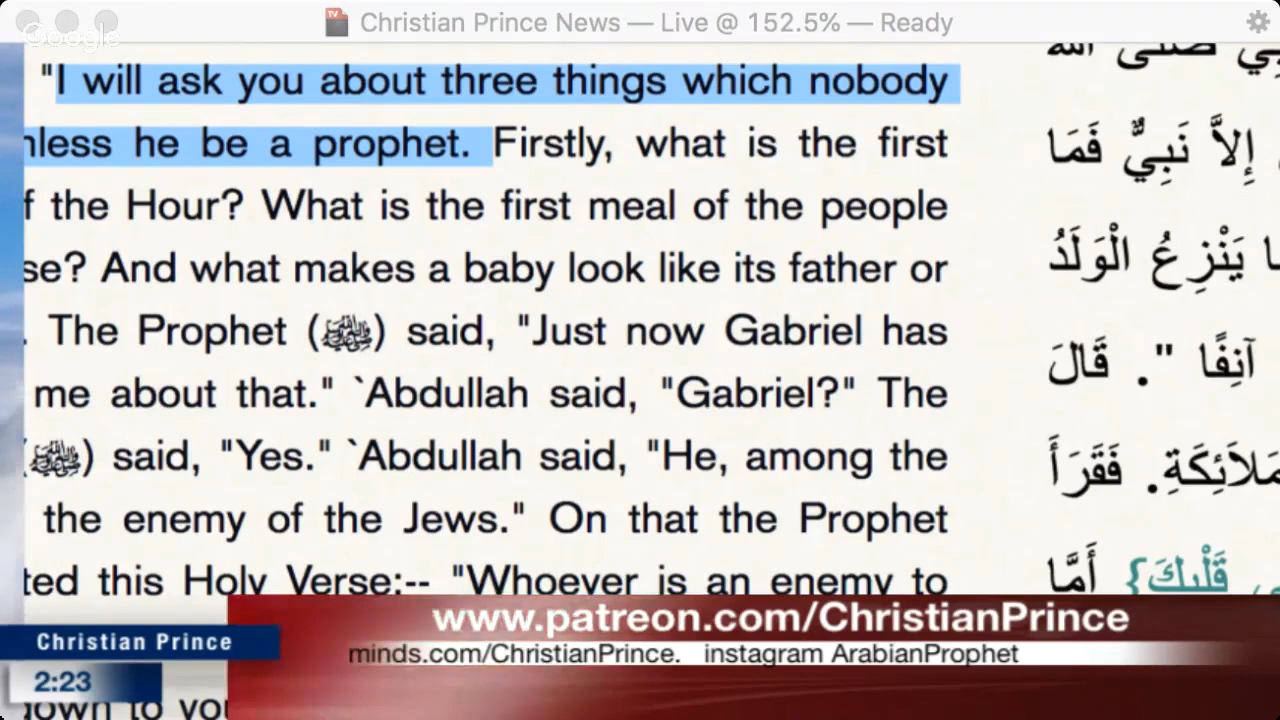 Christian Prince News — Live @ 152.5% — Ready
Google
"I will ask you about three things which nobody
nless he be a prophet. Firstly, what is the first
f the Hour? What is the first meal of the people
se? And what makes a baby look like its father or
. The Prophet (ﷺ) said, "Just now Gabriel has
me about that." `Abdullah said, "Gabriel?" The
(ﷺ) said, "Yes." `Abdullah said, "He, among the
the enemy of the Jews." On that the Prophet
ted this Holy Verse:-- "Whoever is an enemy to
down to you
إِلاَّ نَبِيٌّ فَمَا
يَنْزِعُ الْوَلَدُ
آنِفًا ". قَالَ
مَلاَئِكَةِ. فَقَرَأَ
قَلْبِكَ} أَمَّا
www.patreon.com/ChristianPrince
Christian Prince
minds.com/ChristianPrince. instagram ArabianProphet
2:23